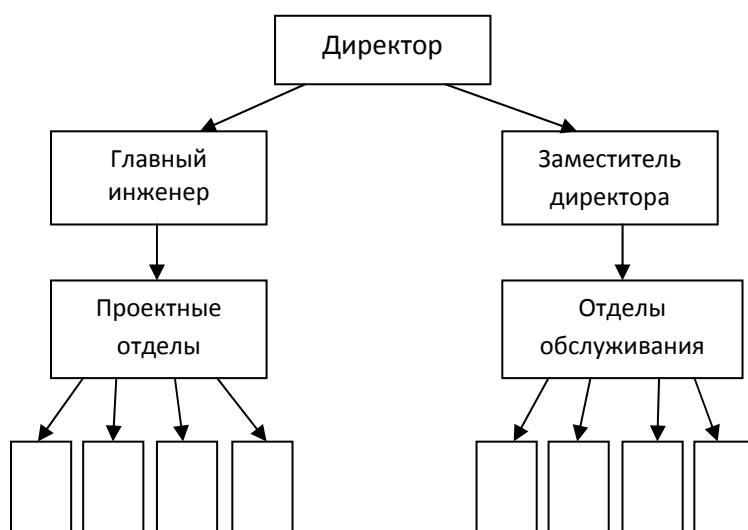 Директор
Главный
инженер
Заместитель
директора
Проектные
отделы
Отделы
обслуживания